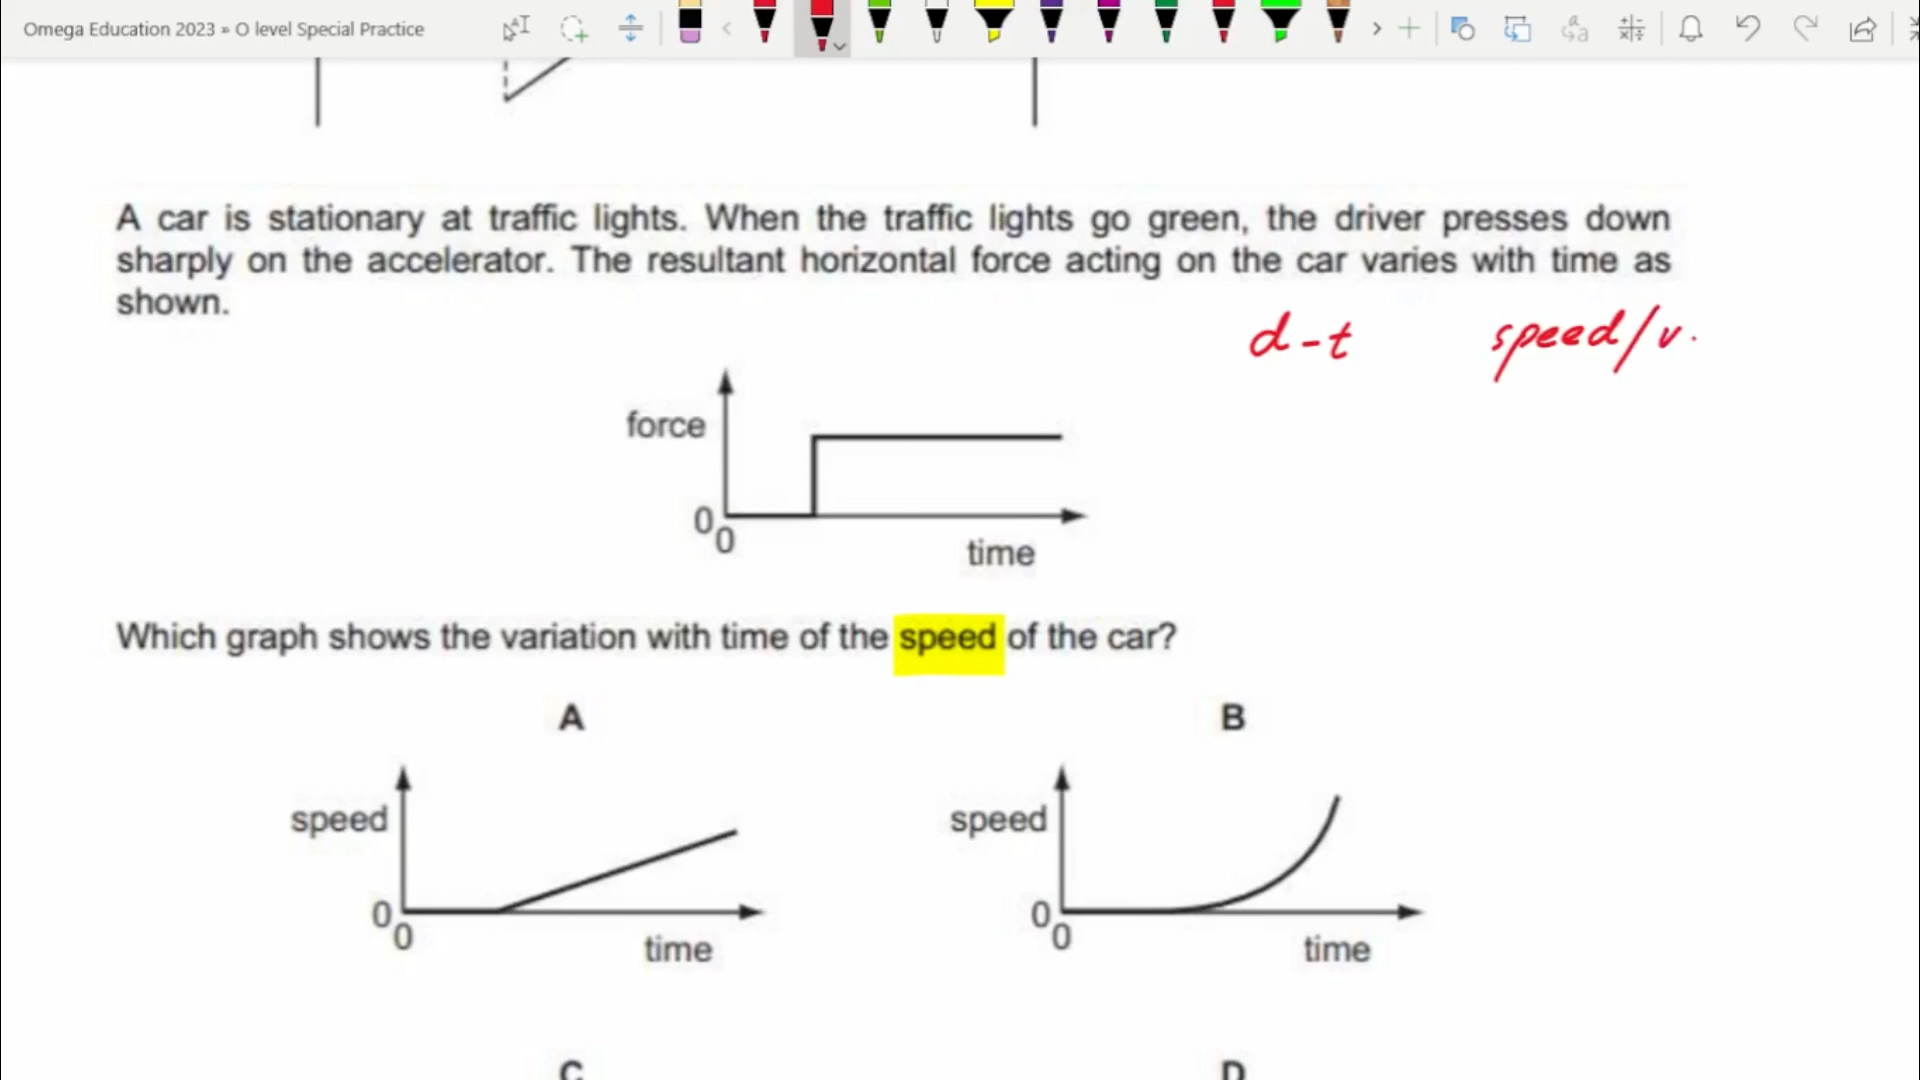 Omega Education 2023 » O level Special Practice
A car is stationary at traffic lights. When the traffic lights go green, the driver presses down
sharply on the accelerator. The resultant horizontal force acting on the car varies with time as
shown.
d-t speed/v.
force
0
0
time
Which graph shows the variation with time of the speed of the car?
A B
speed speed
0 0
0 0
time time
C D